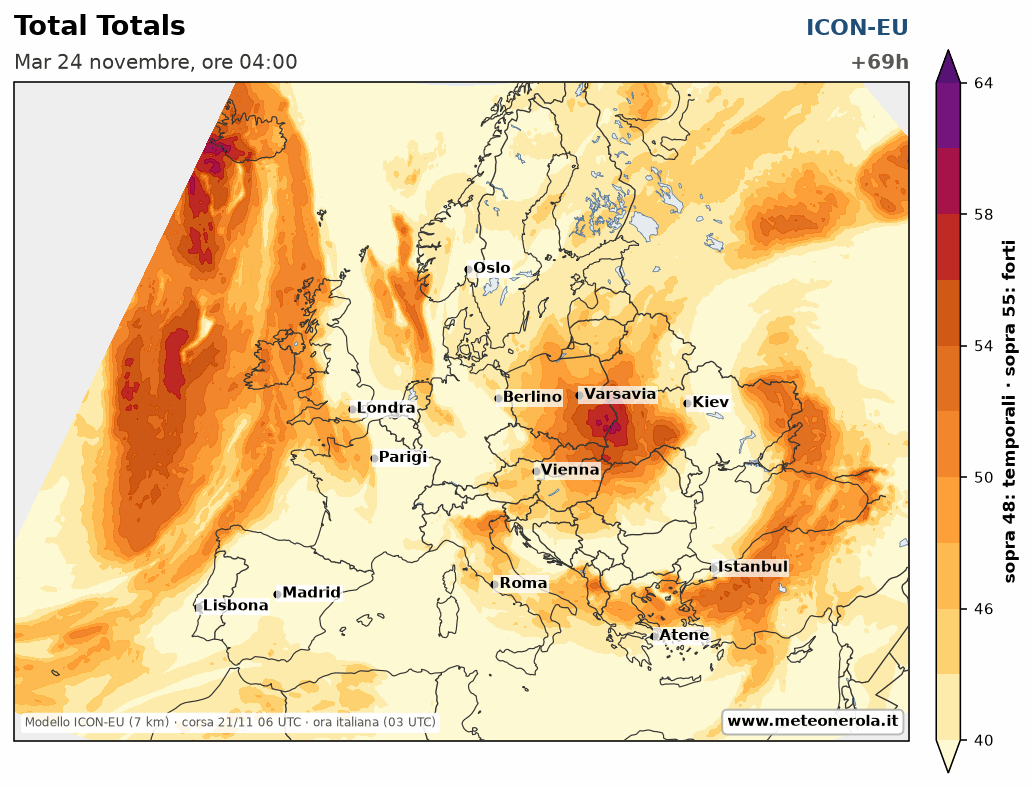 Total Totals
ICON-EU
Mar 24 novembre, ore 04:00
+69h
64
58
54
50
46
40
sopra 48: temporali · sopra 55: forti
Oslo
Berlino
Varsavia
Kiev
Londra
Parigi
Vienna
Istanbul
Roma
Madrid
Lisbona
Atene
Modello ICON-EU (7 km) · corsa 21/11 06 UTC · ora italiana (03 UTC)
www.meteonerola.it